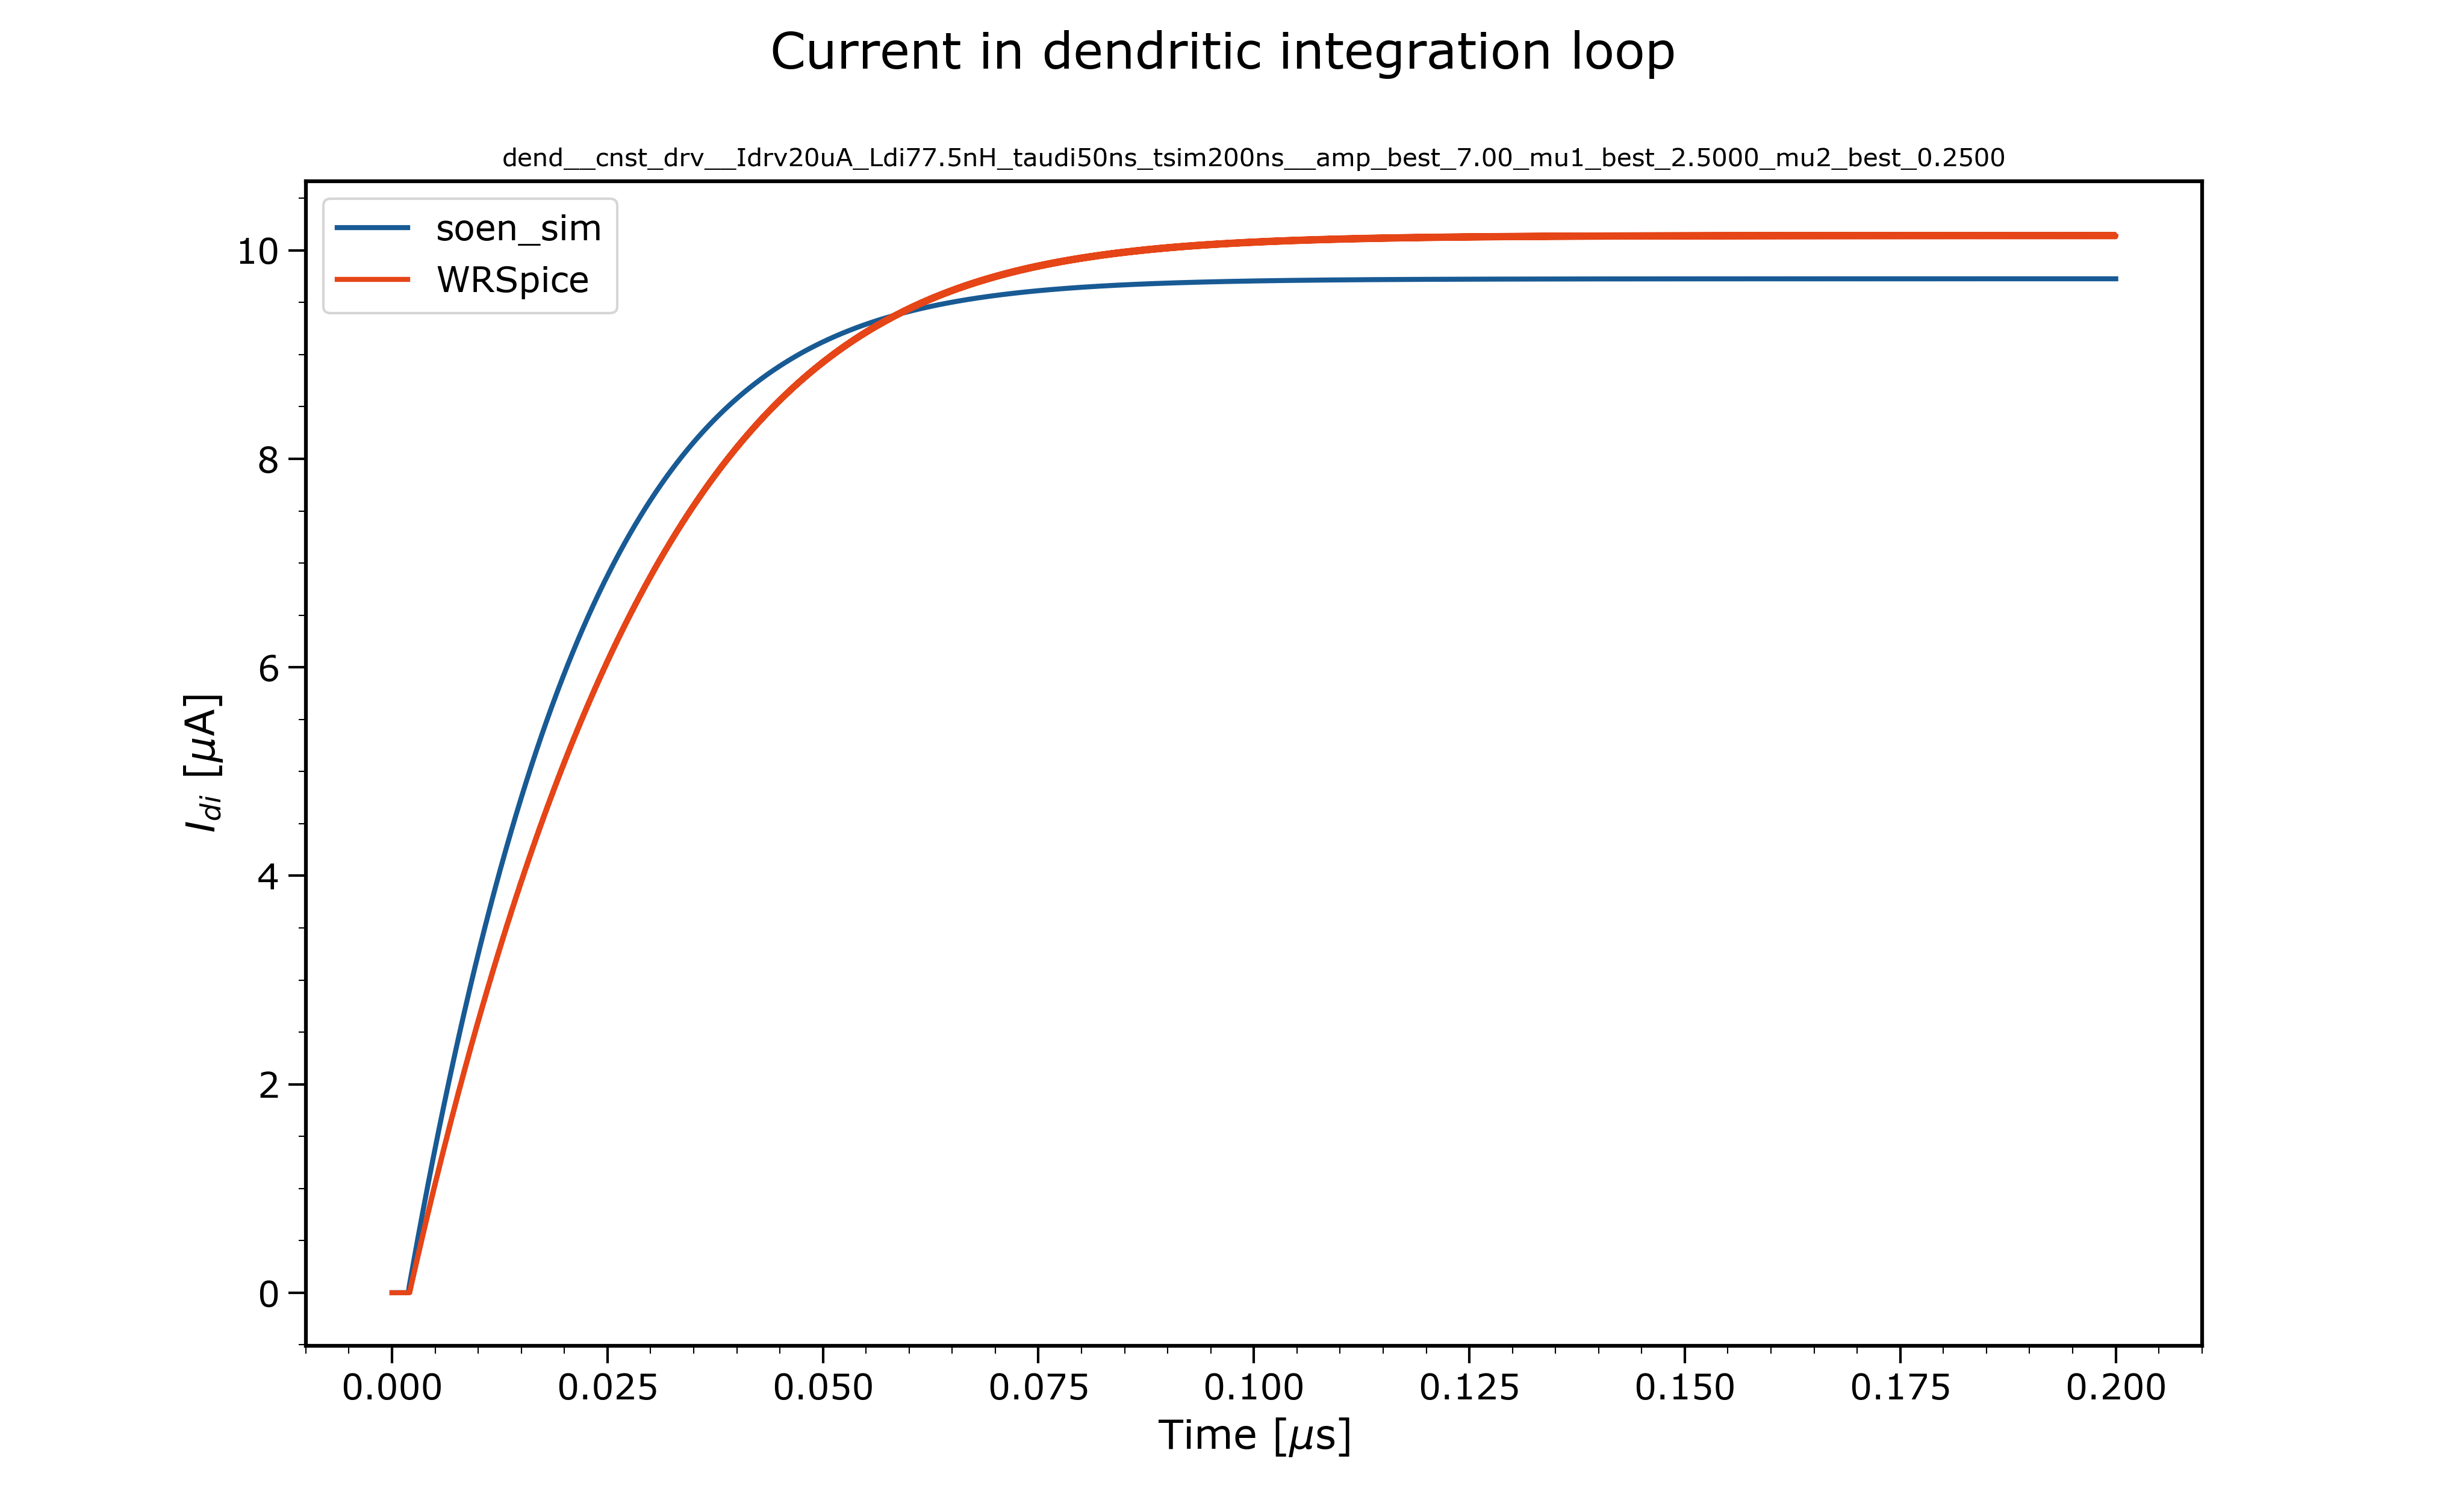 Current in dendritic integration loop
dend__cnst_drv__Idrv20uA_Ldi77.5nH_taudi50ns_tsim200ns__amp_best_7.00_mu1_best_2.5000_mu2_best_0.2500
soen_sim
WRSpice
10
8
6
4
2
0
I_di [μA]
0.000 0.025 0.050 0.075 0.100 0.125 0.150 0.175 0.200
Time [μs]